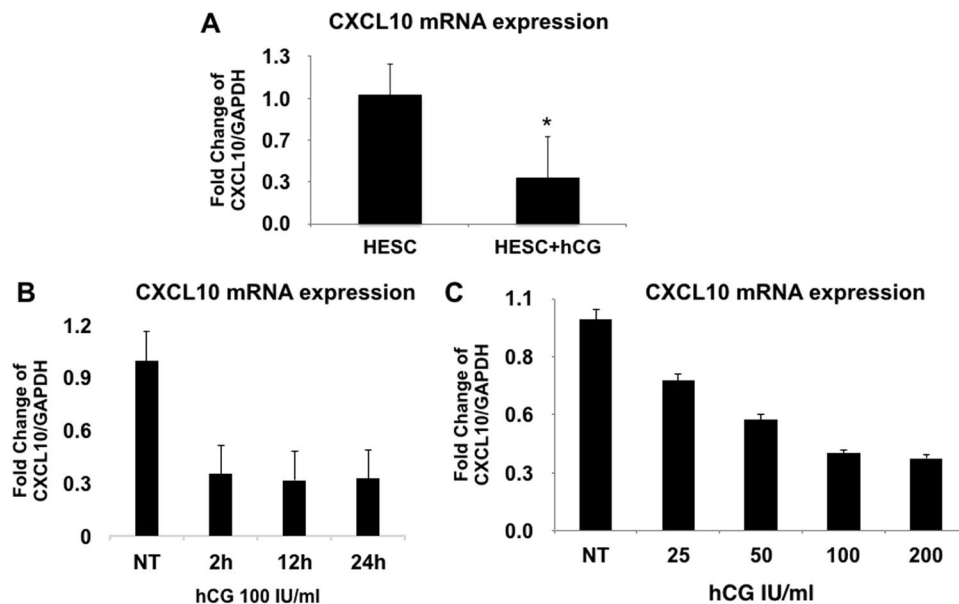 A
CXCL10 mRNA expression
Fold Change of
CXCL10/GAPDH
1.3
1.0
0.7
0.3
0.0
*
HESC HESC+hCG
B
CXCL10 mRNA expression
Fold Change of
CXCL10/GAPDH
1.2
0.9
0.6
0.3
0
NT 2h 12h 24h
hCG 100 IU/ml
C
CXCL10 mRNA expression
Fold Change of
CXCL10/GAPDH
1.1
0.8
0.6
0.3
0.0
NT 25 50 100 200
hCG IU/ml